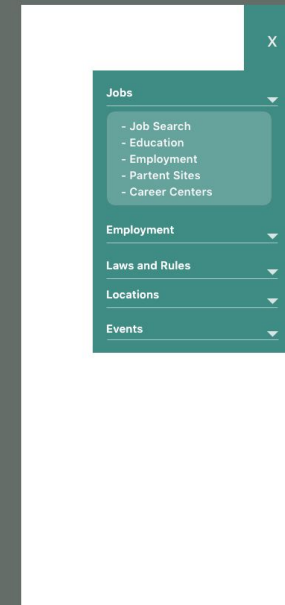 X
Jobs
- Job Search
- Education
- Employment
- Partent Sites
- Career Centers
Employment
Laws and Rules
Locations
Events